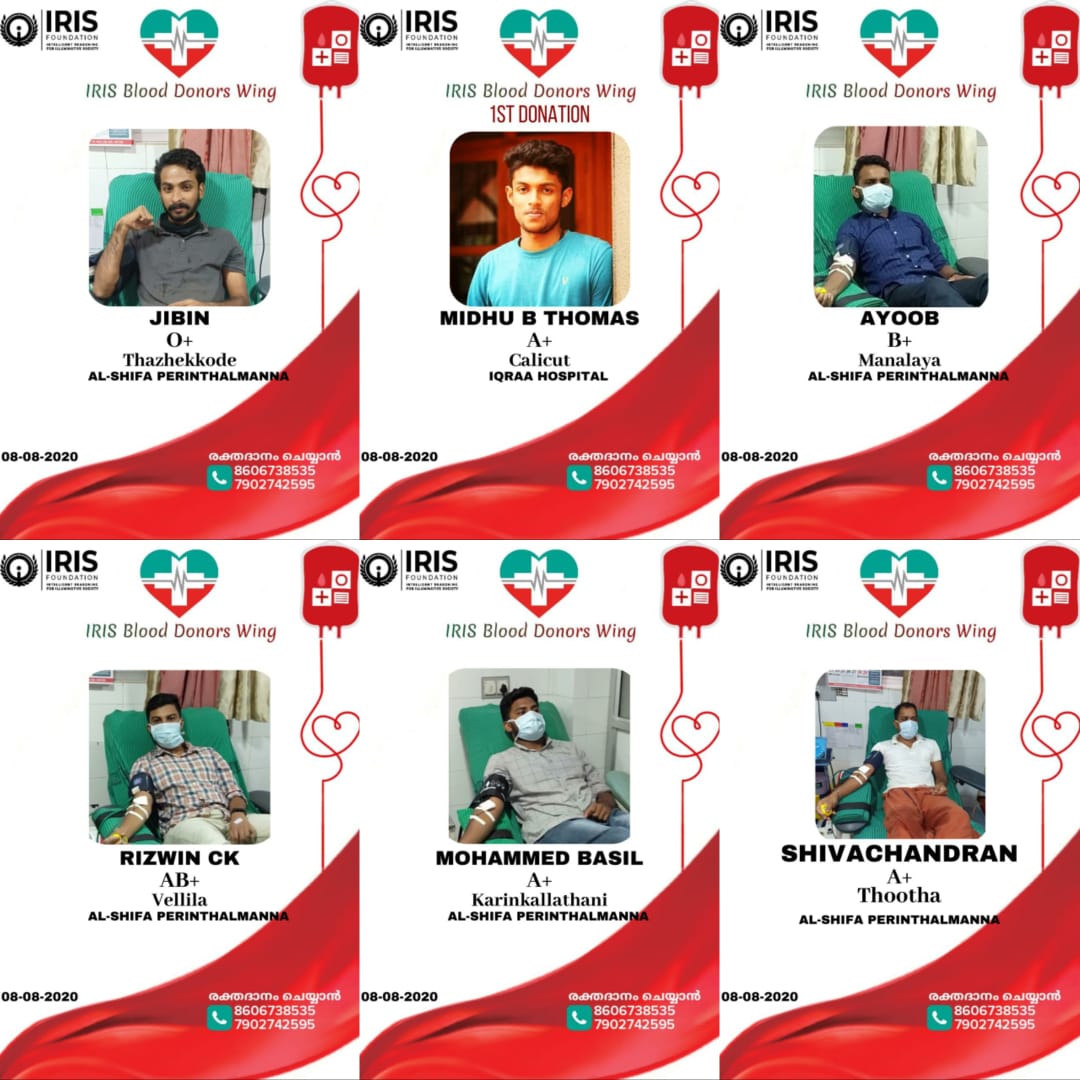 IRIS
FOUNDATION
INTELLIGENT REASONING
FOR ILLUMINATIVE SOCIETY
IRIS Blood Donors Wing
JIBIN
O+
Thazhekkode
AL-SHIFA PERINTHALMANNA
08-08-2020
രക്തദാനം ചെയ്യാൻ
8606738535
7902742595
IRIS
FOUNDATION
INTELLIGENT REASONING
FOR ILLUMINATIVE SOCIETY
IRIS Blood Donors Wing
1ST DONATION
MIDHU B THOMAS
A+
Calicut
IQRAA HOSPITAL
08-08-2020
രക്തദാനം ചെയ്യാൻ
8606738535
7902742595
IRIS
FOUNDATION
INTELLIGENT REASONING
FOR ILLUMINATIVE SOCIETY
IRIS Blood Donors Wing
AYOOB
B+
Manalaya
AL-SHIFA PERINTHALMANNA
08-08-2020
രക്തദാനം ചെയ്യാൻ
8606738535
7902742595
IRIS
FOUNDATION
INTELLIGENT REASONING
FOR ILLUMINATIVE SOCIETY
IRIS Blood Donors Wing
RIZWIN CK
AB+
Vellila
AL-SHIFA PERINTHALMANNA
08-08-2020
രക്തദാനം ചെയ്യാൻ
8606738535
7902742595
IRIS
FOUNDATION
INTELLIGENT REASONING
FOR ILLUMINATIVE SOCIETY
IRIS Blood Donors Wing
MOHAMMED BASIL
A+
Karinkallathani
AL-SHIFA PERINTHALMANNA
08-08-2020
രക്തദാനം ചെയ്യാൻ
8606738535
7902742595
IRIS
FOUNDATION
INTELLIGENT REASONING
FOR ILLUMINATIVE SOCIETY
IRIS Blood Donors Wing
SHIVACHANDRAN
A+
Thootha
AL-SHIFA PERINTHALMANNA
08-08-2020
രക്തദാനം ചെയ്യാൻ
8606738535
7902742595